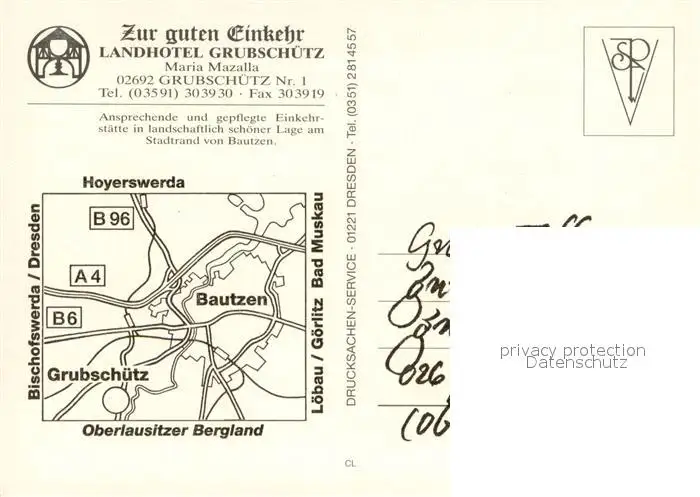 Zur guten Einkehr
LANDHOTEL GRUBSCHÜTZ
Maria Mazalla
02692 GRUBSCHÜTZ Nr. 1
Tel. (03591) 303930 · Fax 303919
Ansprechende und gepflegte Einkehr-
stätte in landschaftlich schöner Lage am
Stadtrand von Bautzen.
Hoyerswerda
B 96
A 4
B 6
Bautzen
Grubschütz
Bischofswerda / Dresden
Löbau / Görlitz Bad Muskau
Oberlausitzer Bergland
DRUCKSACHEN-SERVICE - 01221 DRESDEN - Tel. (0351) 2814557
CL
026
privacy protection
Datenschutz